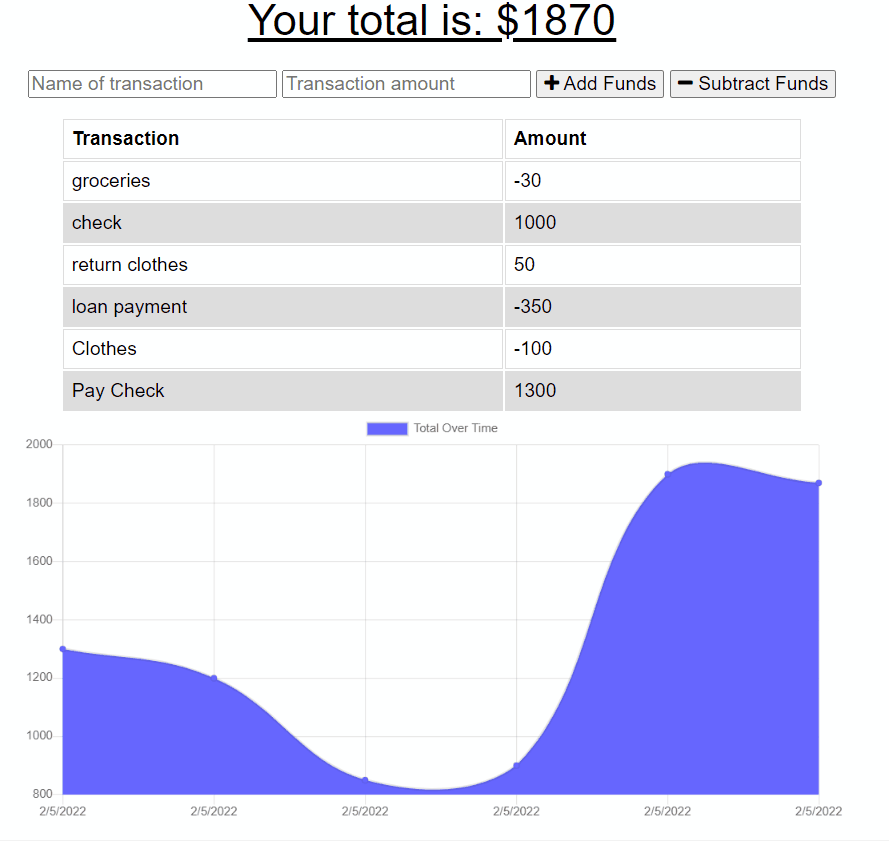 Your total is: $1870
Name of transaction Transaction amount + Add Funds − Subtract Funds
Transaction Amount
groceries -30
check 1000
return clothes 50
loan payment -350
Clothes -100
Pay Check 1300
Total Over Time
2000
1800
1600
1400
1200
1000
800
2/5/2022 2/5/2022 2/5/2022 2/5/2022 2/5/2022 2/5/2022